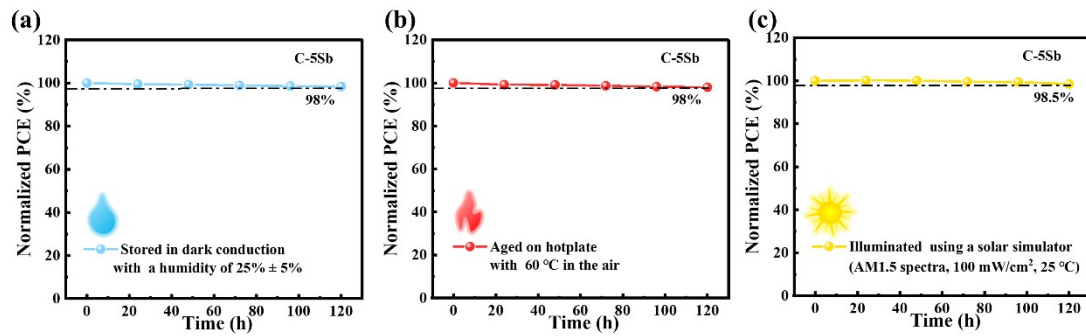 (a)
120
100
80
60
40
20
0
Normalized PCE (%)
C-5Sb
98%
Stored in dark conduction
with a humidity of 25% ± 5%
0 20 40 60 80 100 120
Time (h)
(b)
120
100
80
60
40
20
0
Normalized PCE (%)
C-5Sb
98%
Aged on hotplate
with 60 °C in the air
0 20 40 60 80 100 120
Time (h)
(c)
120
100
80
60
40
20
0
Normalized PCE (%)
C-5Sb
98.5%
Illuminated using a solar simulator
(AM1.5 spectra, 100 mW/cm², 25 °C)
0 20 40 60 80 100 120
Time (h)